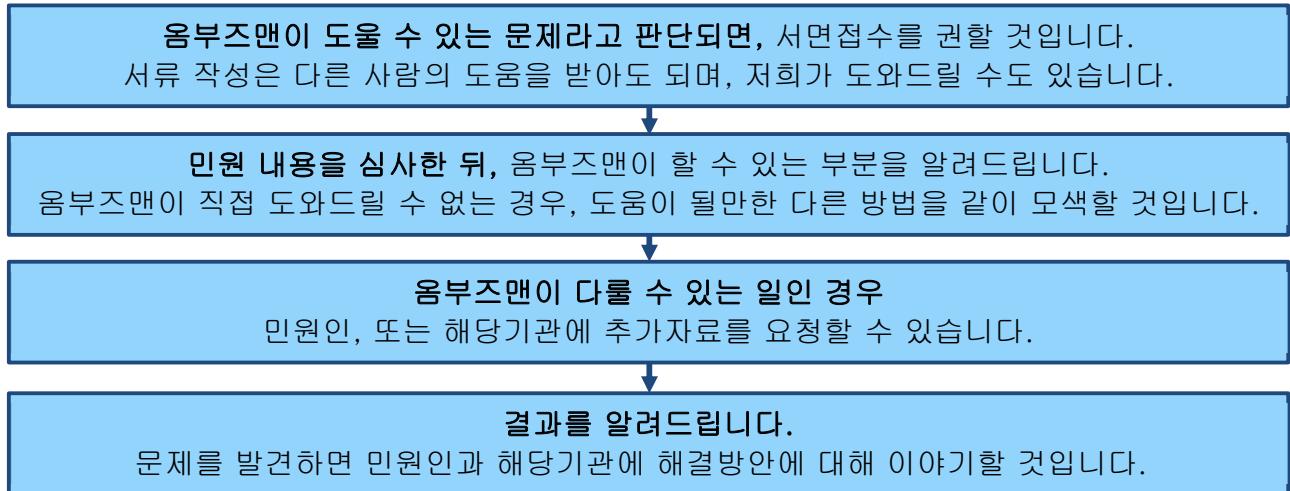 옴부즈맨이 도울 수 있는 문제라고 판단되면, 서면접수를 권할 것입니다.
서류 작성은 다른 사람의 도움을 받아도 되며, 저희가 도와드릴 수도 있습니다.
민원 내용을 심사한 뒤, 옴부즈맨이 할 수 있는 부분을 알려드립니다.
옴부즈맨이 직접 도와드릴 수 없는 경우, 도움이 될만한 다른 방법을 같이 모색할 것입니다.
옴부즈맨이 다룰 수 있는 일인 경우
민원인, 또는 해당기관에 추가자료를 요청할 수 있습니다.
결과를 알려드립니다.
문제를 발견하면 민원인과 해당기관에 해결방안에 대해 이야기할 것입니다.